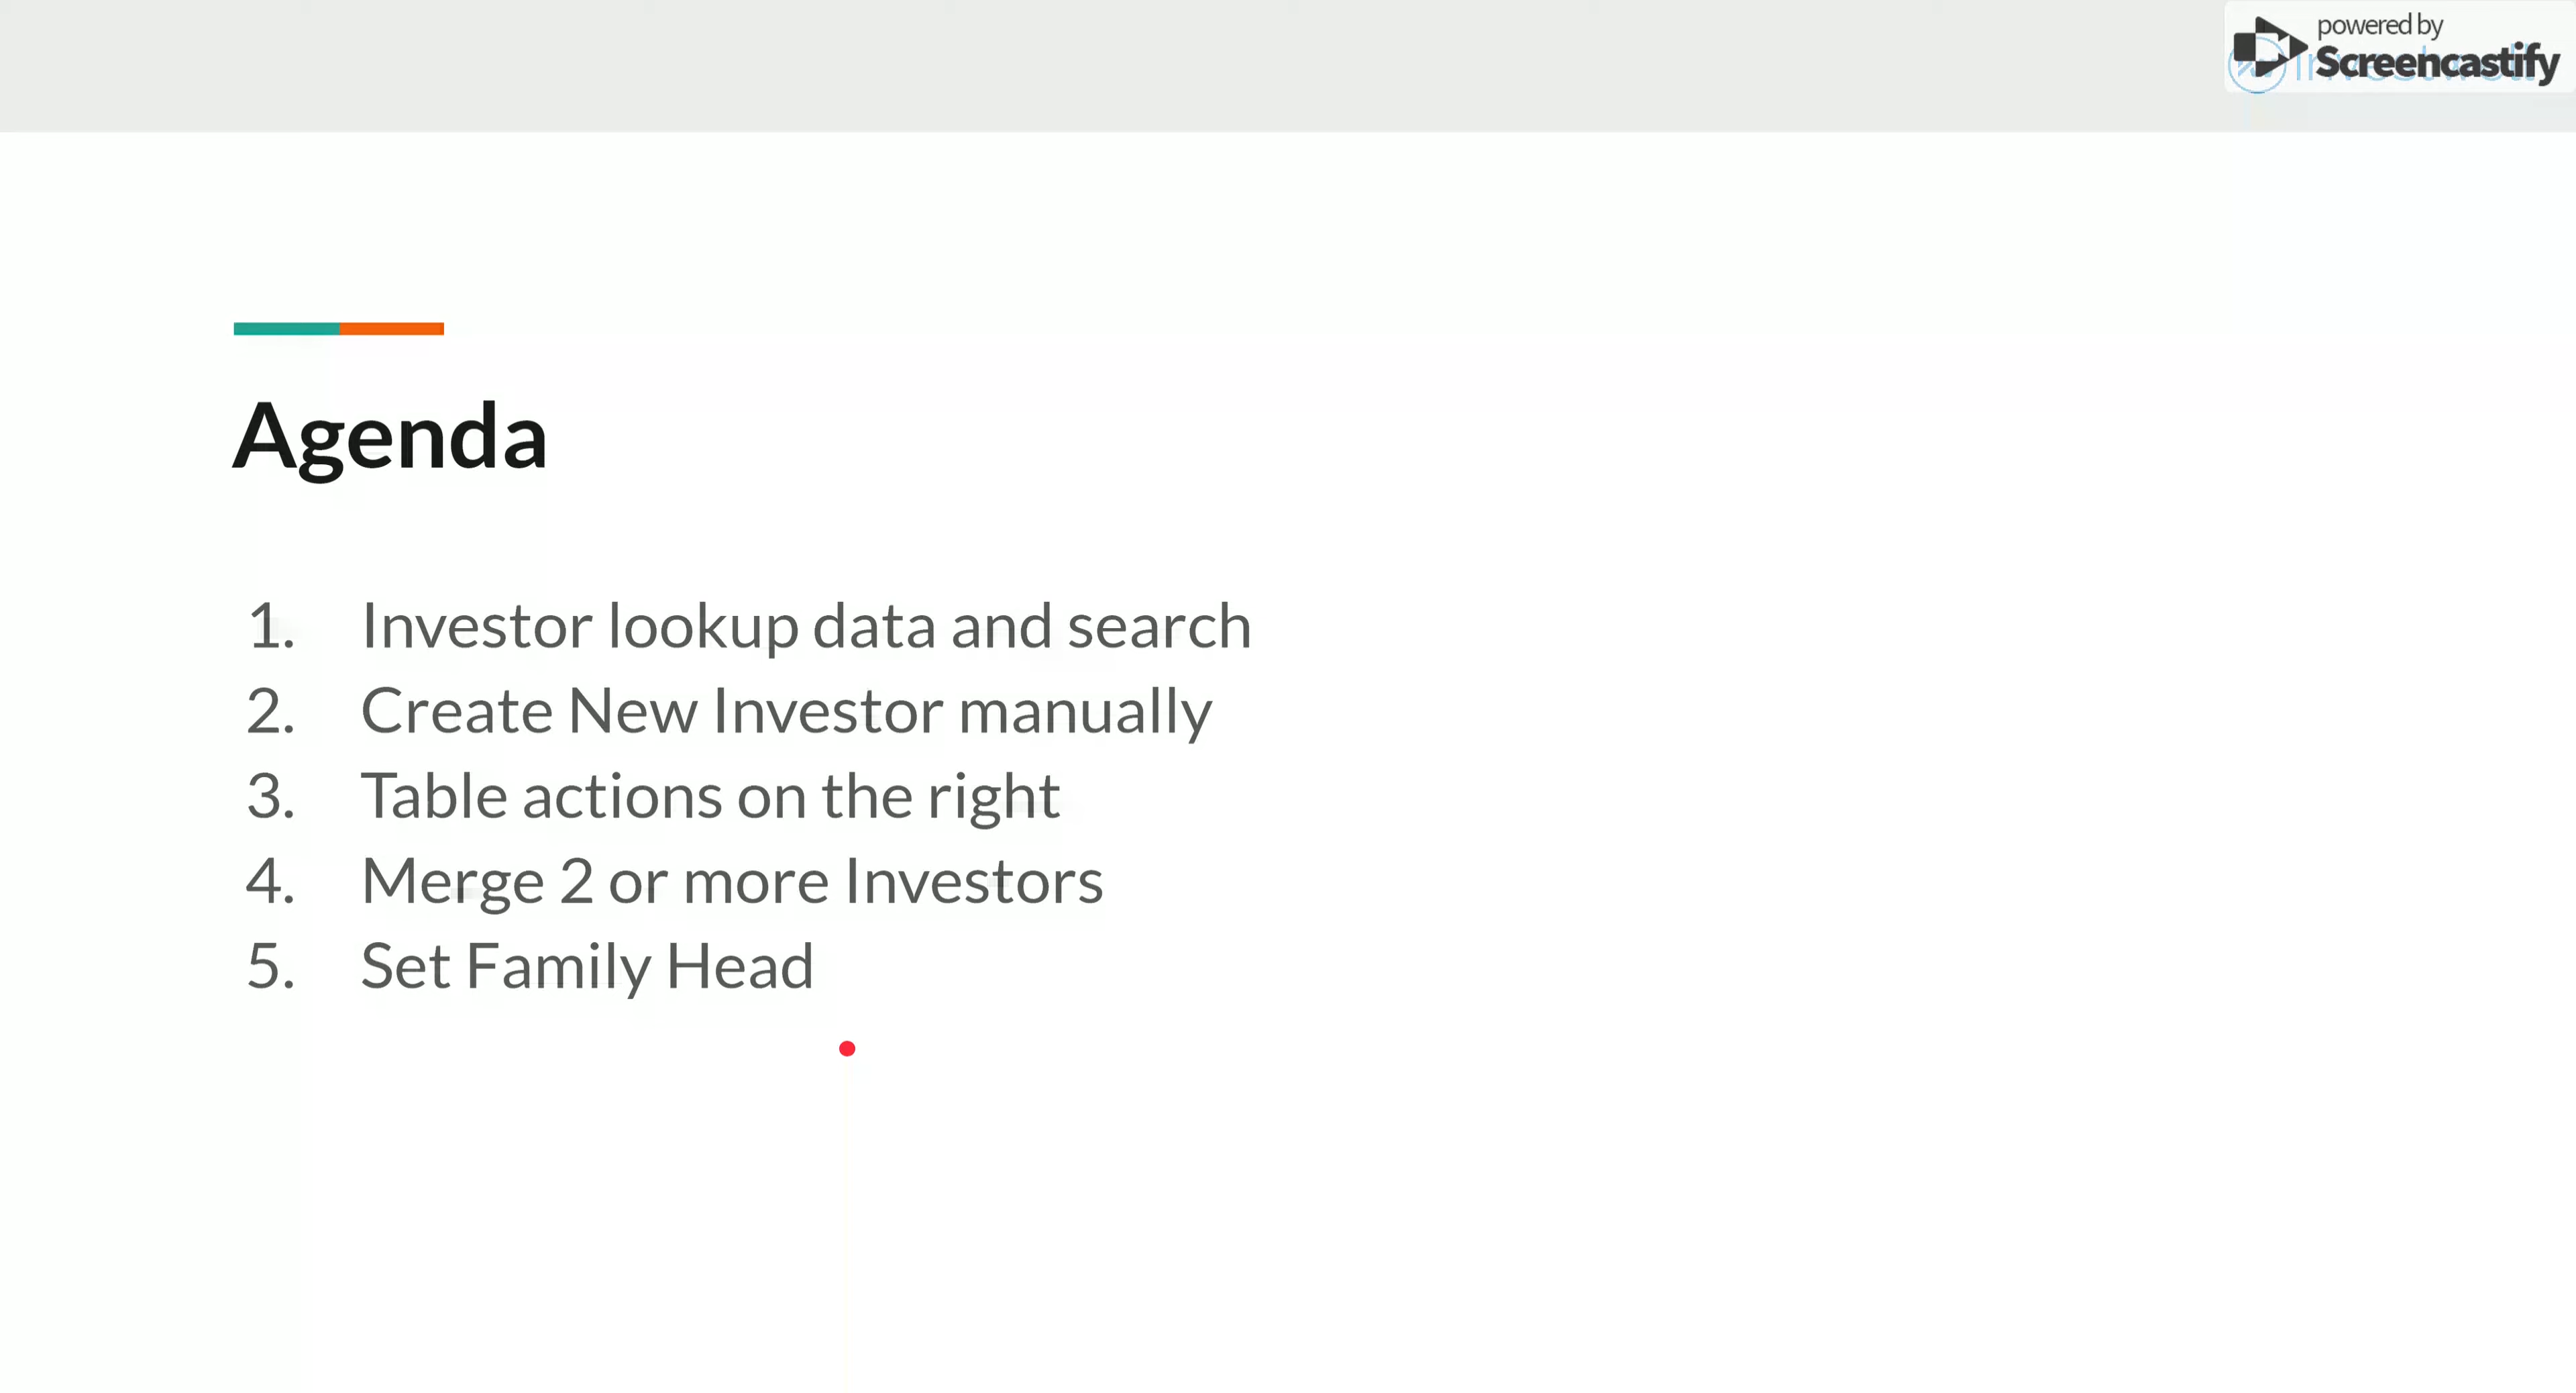 powered by
Screencastify
Agenda
1. Investor lookup data and search
2. Create New Investor manually
3. Table actions on the right
4. Merge 2 or more Investors
5. Set Family Head